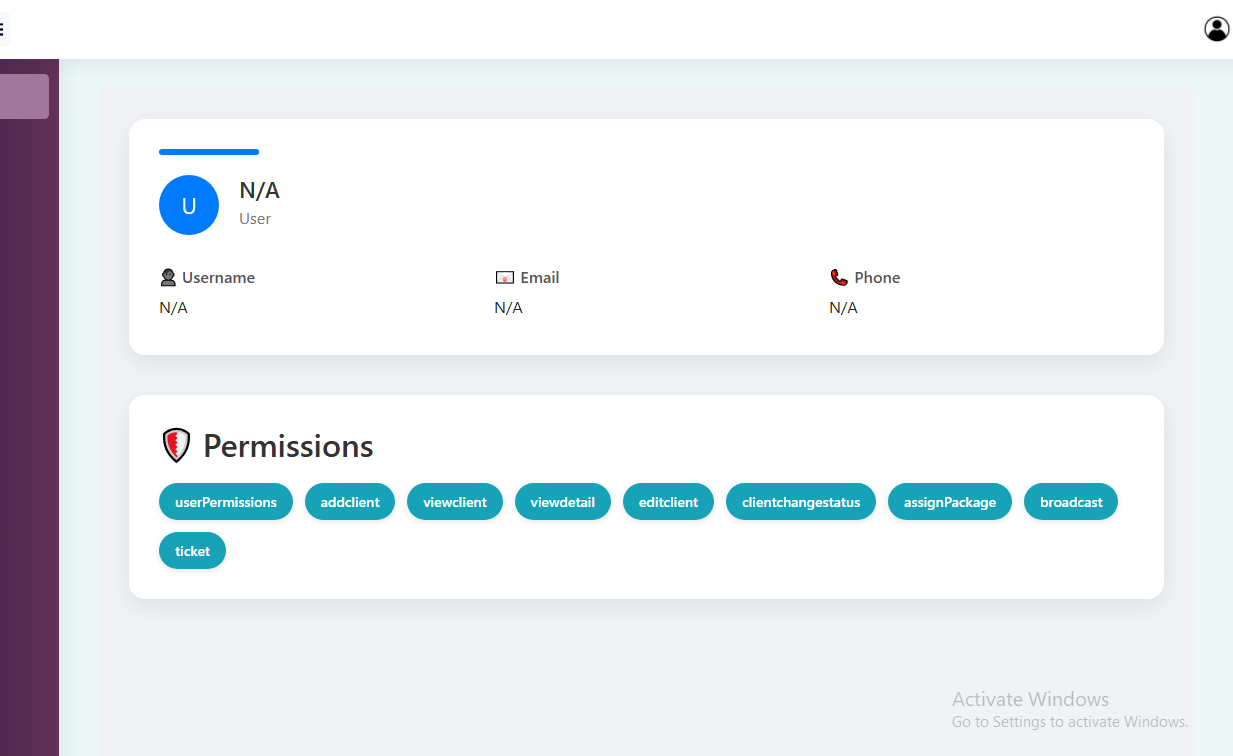 U
N/A
User
Username
Email
Phone
N/A
N/A
N/A
Permissions
userPermissions addclient viewclient viewdetail editclient clientchangestatus assignPackage broadcast
ticket
Activate Windows
Go to Settings to activate Windows.